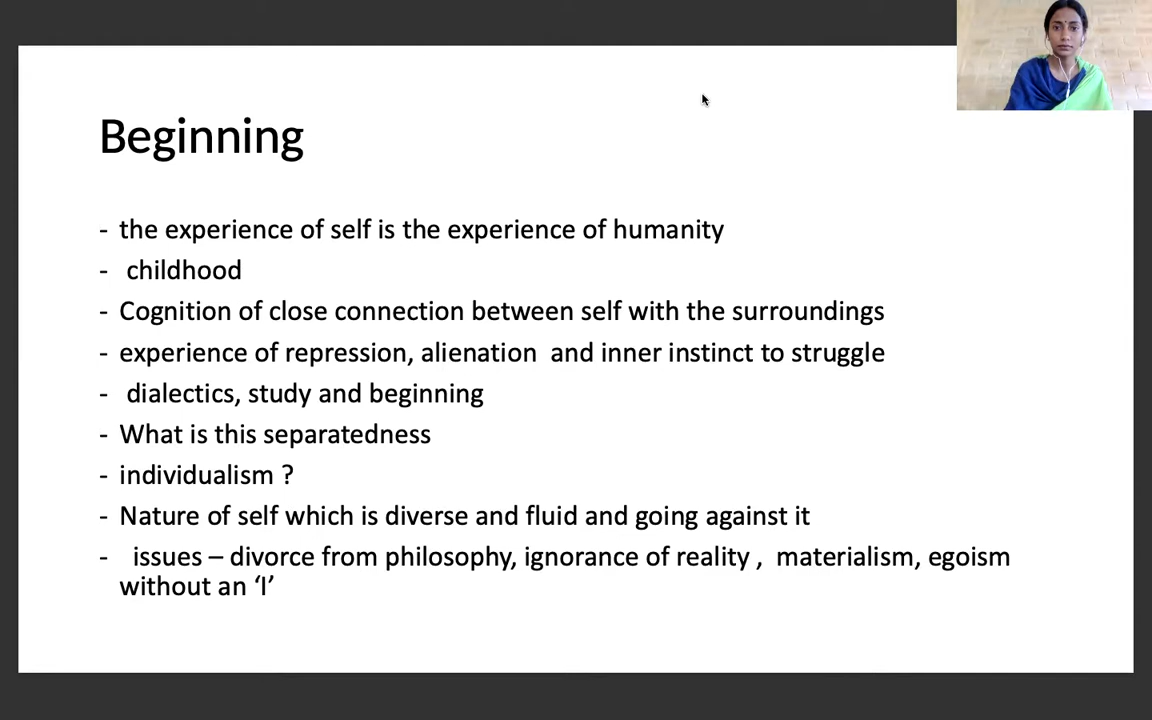 Beginning
- the experience of self is the experience of humanity
- childhood
- Cognition of close connection between self with the surroundings
- experience of repression, alienation and inner instinct to struggle
- dialectics, study and beginning
- What is this separatedness
- individualism ?
- Nature of self which is diverse and fluid and going against it
- issues – divorce from philosophy, ignorance of reality , materialism, egoism
without an ‘I’